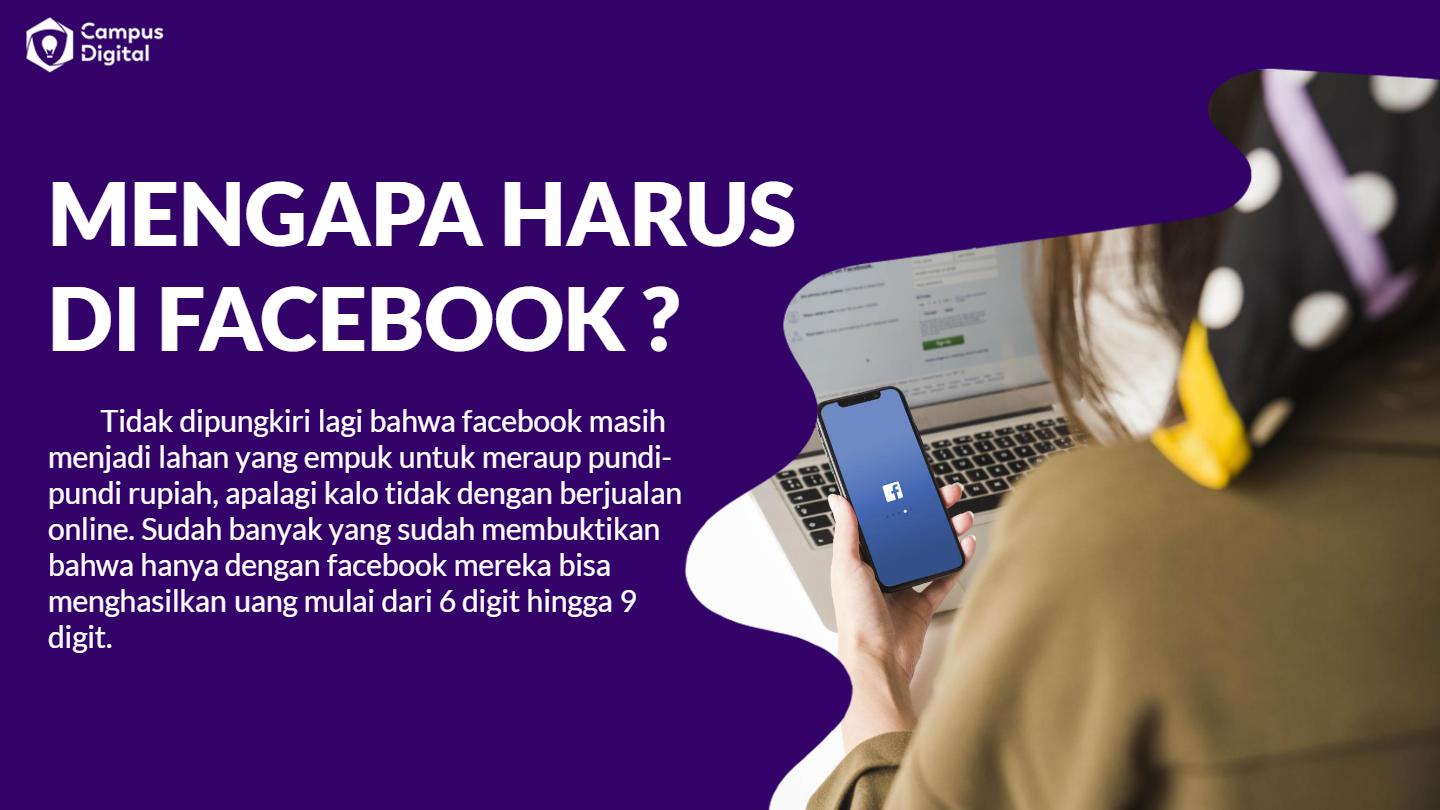 Campus
Digital
MENGAPA HARUS
DI FACEBOOK ?
Tidak dipungkiri lagi bahwa facebook masih
menjadi lahan yang empuk untuk meraup pundi-
pundi rupiah, apalagi kalo tidak dengan berjualan
online. Sudah banyak yang sudah membuktikan
bahwa hanya dengan facebook mereka bisa
menghasilkan uang mulai dari 6 digit hingga 9
digit.